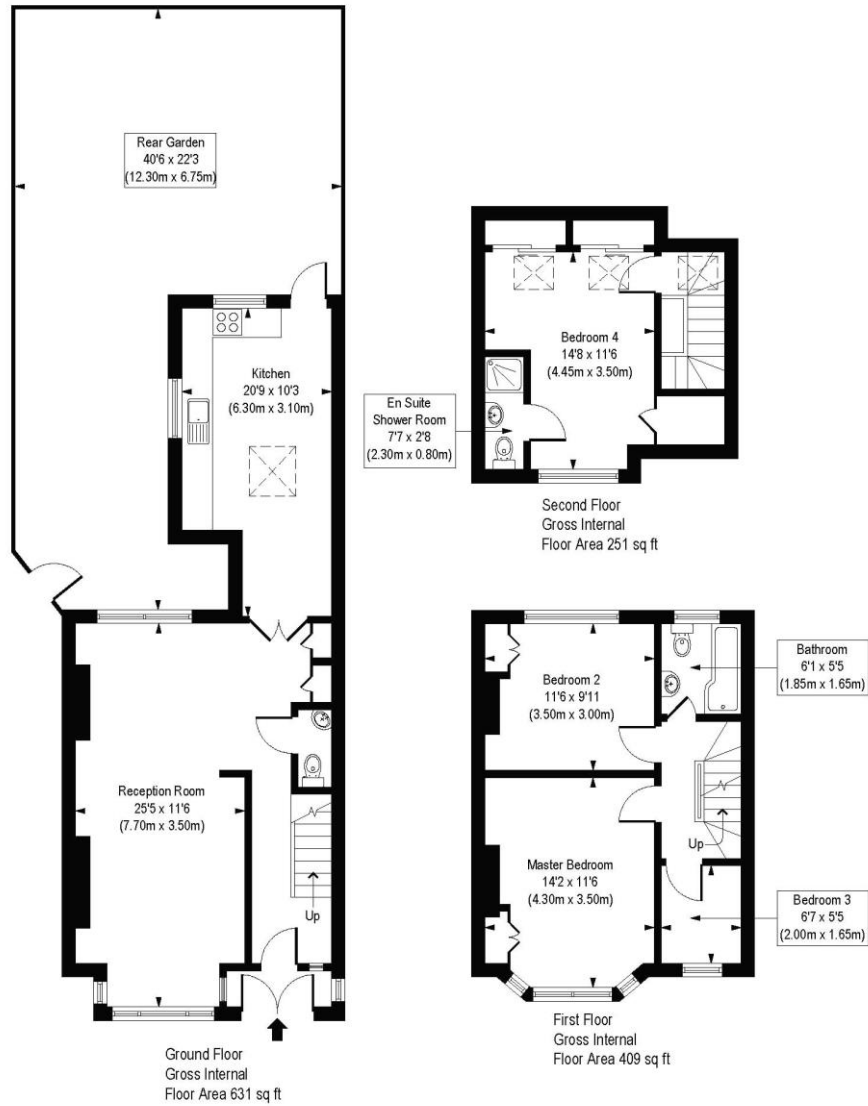 Rear Garden
40'6 x 22'3
(12.30m x 6.75m)
Kitchen
20'9 x 10'3
(6.30m x 3.10m)
Reception Room
25'5 x 11'6
(7.70m x 3.50m)
Up
Ground Floor
Gross Internal
Floor Area 631 sq ft
Bedroom 4
14'8 x 11'6
(4.45m x 3.50m)
En Suite
Shower Room
7'7 x 2'8
(2.30m x 0.80m)
Second Floor
Gross Internal
Floor Area 251 sq ft
Bedroom 2
11'6 x 9'11
(3.50m x 3.00m)
Bathroom
6'1 x 5'5
(1.85m x 1.65m)
Up
Master Bedroom
14'2 x 11'6
(4.30m x 3.50m)
Bedroom 3
6'7 x 5'5
(2.00m x 1.65m)
First Floor
Gross Internal
Floor Area 409 sq ft